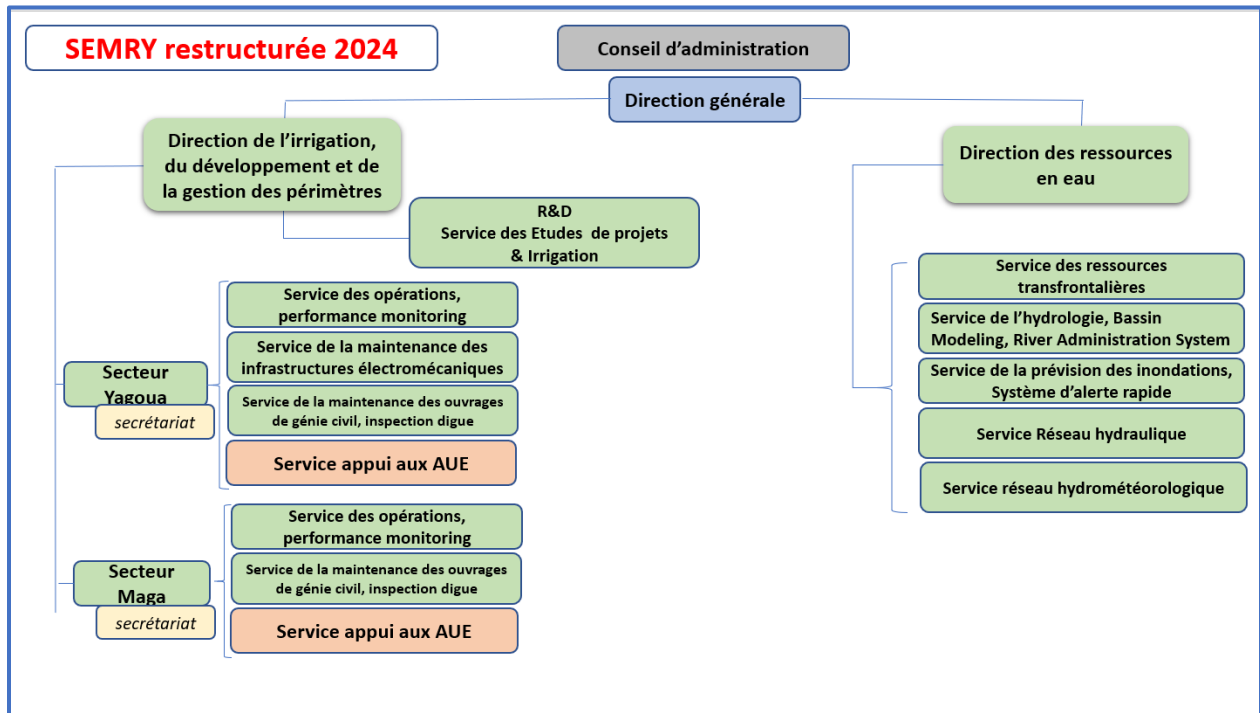 SEMRY restructurée 2024
Conseil d’administration
Direction générale
Direction de l’irrigation,
du développement et de
la gestion des périmètres
Direction des ressources
en eau
R&D
Service des Etudes de projets
& Irrigation
Secteur
Yagoua
secrétariat
Service des opérations,
performance monitoring
Service de la maintenance des
infrastructures électromécaniques
Service de la maintenance des ouvrages
de génie civil, inspection digue
Service appui aux AUE
Secteur
Maga
secrétariat
Service des opérations,
performance monitoring
Service de la maintenance des ouvrages
de génie civil, inspection digue
Service appui aux AUE
Service des ressources
transfrontalières
Service de l’hydrologie, Bassin
Modeling, River Administration System
Service de la prévision des inondations,
Système d’alerte rapide
Service Réseau hydraulique
Service réseau hydrométeorologique